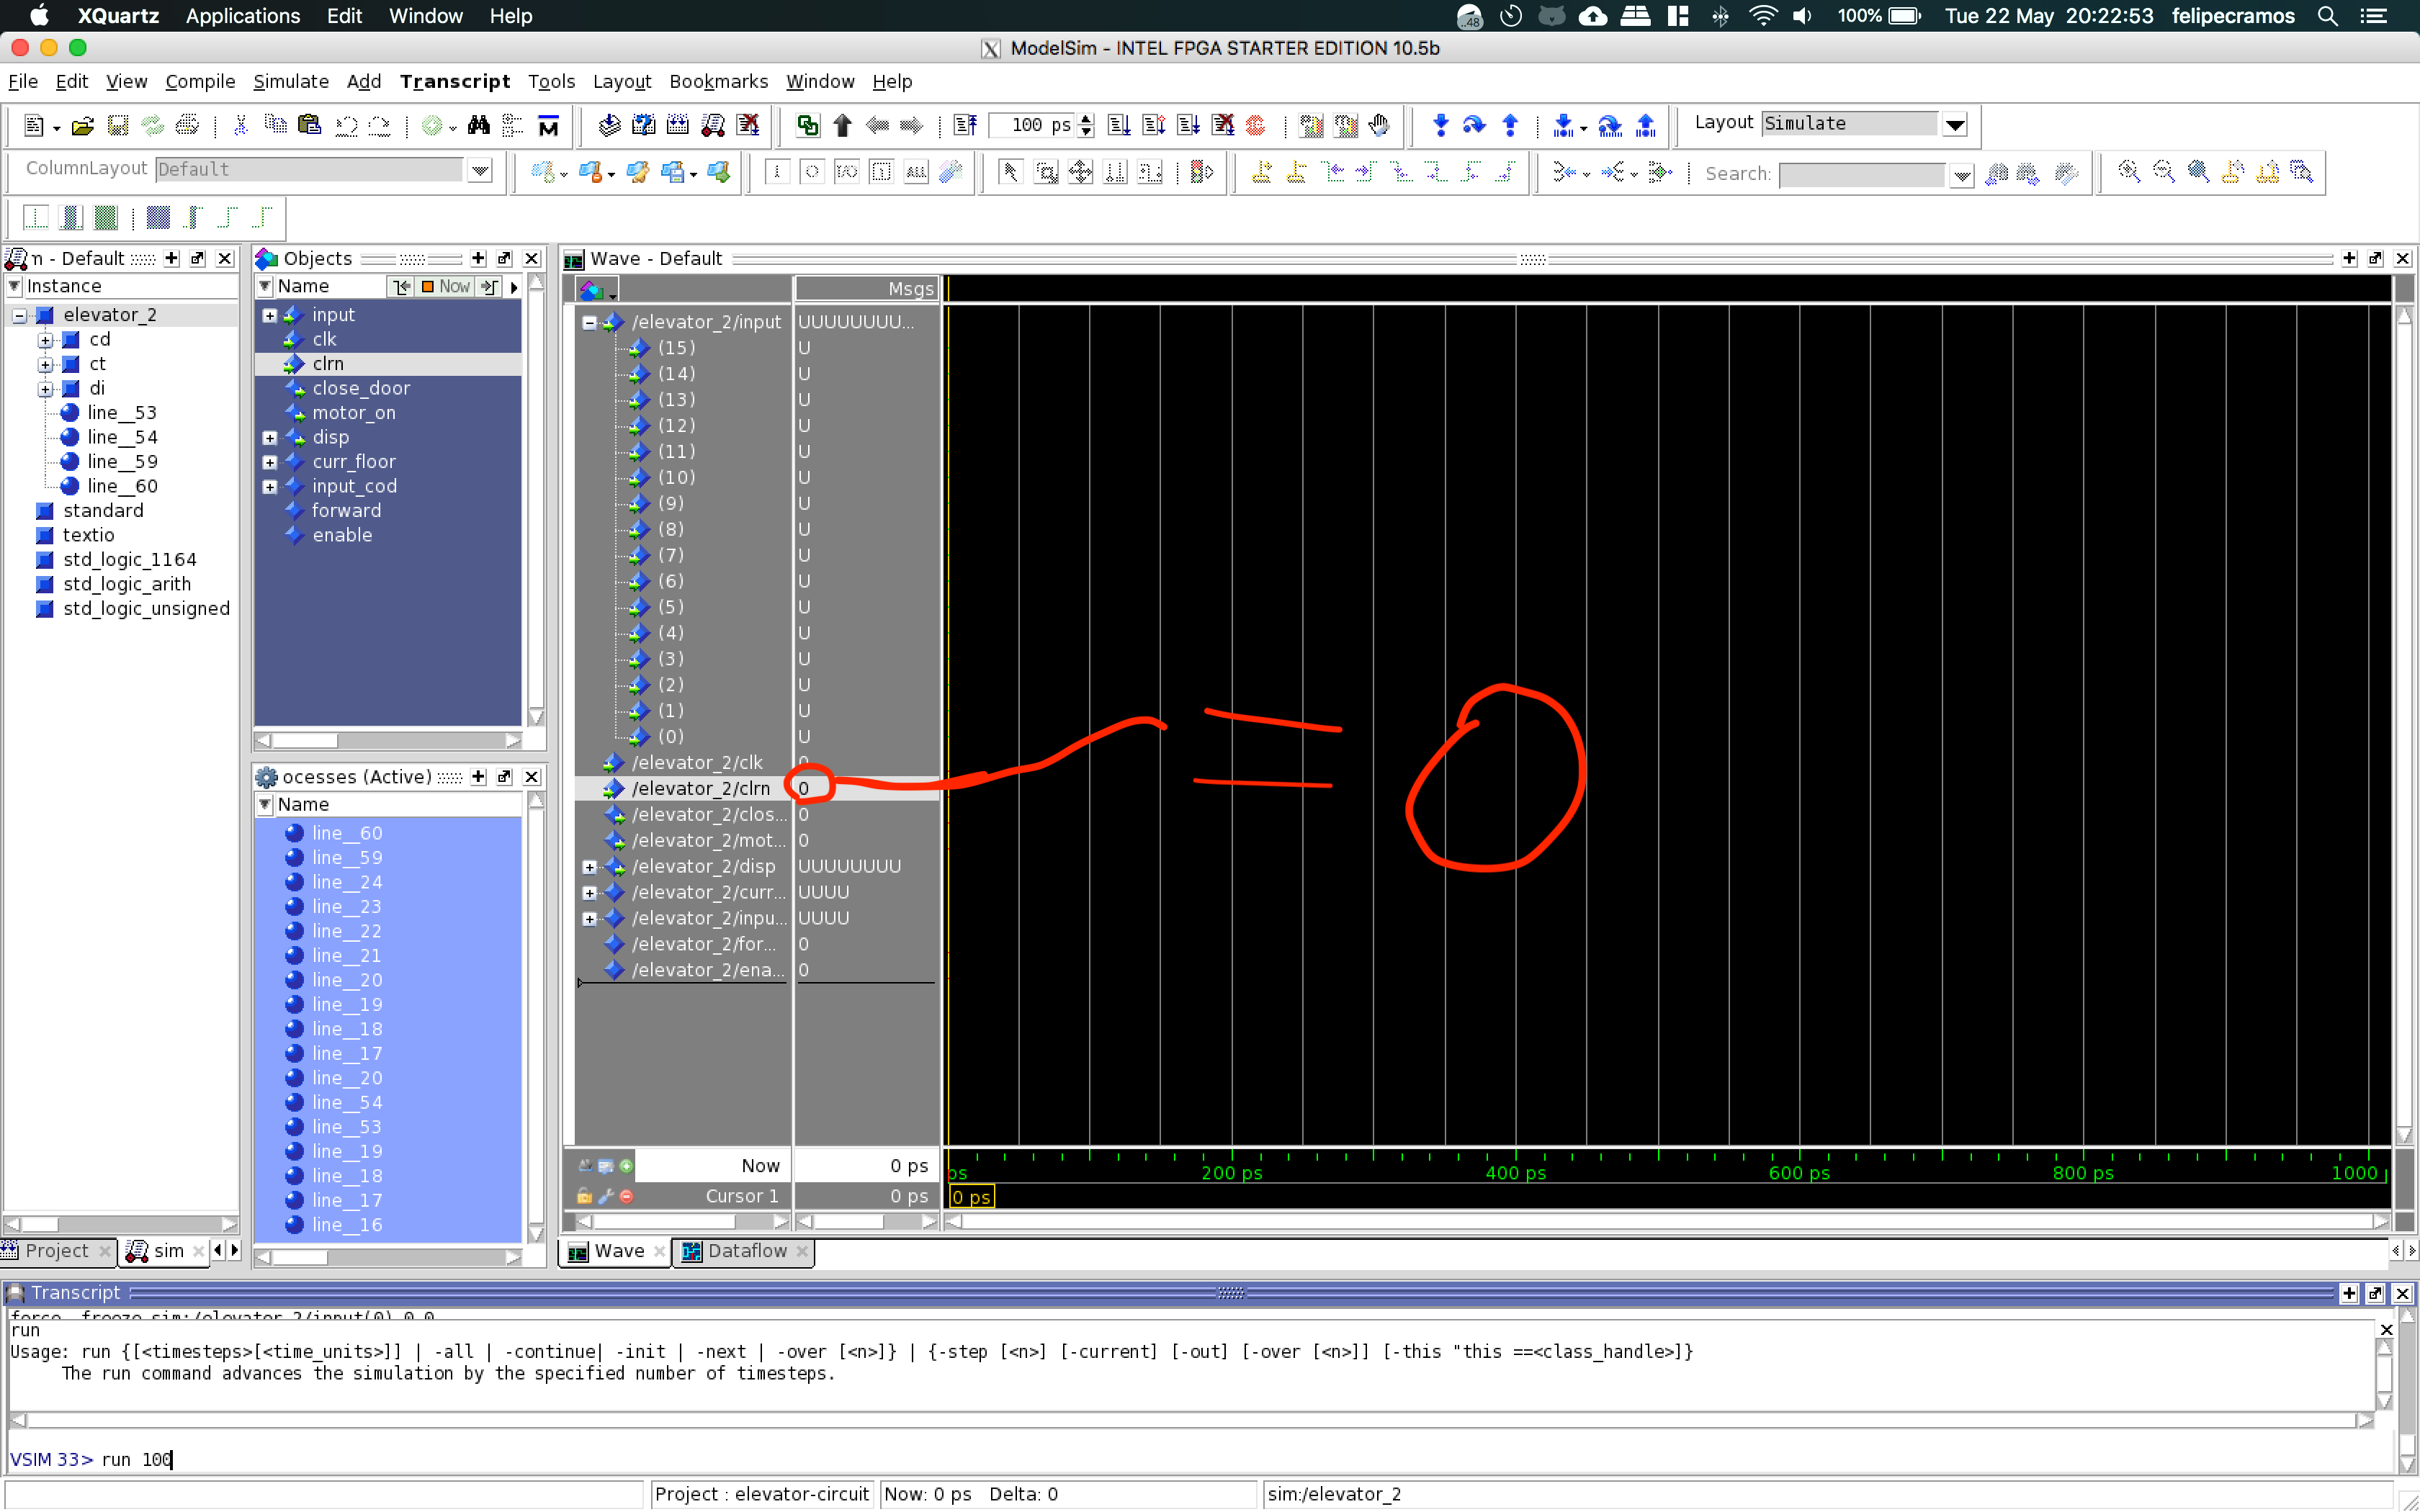 XQuartz Applications Edit Window Help
..48 100% Tue 22 May 20:22:53 felipecramos
ModelSim - INTEL FPGA STARTER EDITION 10.5b
File Edit View Compile Simulate Add Transcript Tools Layout Bookmarks Window Help
100 ps Layout Simulate
ColumnLayout Default ALL Search:
m - Default
Instance
elevator_2
cd
ct
di
line__53
line__54
line__59
line__60
standard
textio
std_logic_1164
std_logic_arith
std_logic_unsigned
Project sim
Objects
Name Now
input
clk
clrn
close_door
motor_on
disp
curr_floor
input_cod
forward
enable
ocesses (Active)
Name
line__60
line__59
line__24
line__23
line__22
line__21
line__20
line__19
line__18
line__17
line__20
line__54
line__53
line__19
line__18
line__17
line__16
Wave - Default
Msgs
/elevator_2/input UUUUUUUU...
(15) U
(14) U
(13) U
(12) U
(11) U
(10) U
(9) U
(8) U
(7) U
(6) U
(5) U
(4) U
(3) U
(2) U
(1) U
(0) U
/elevator_2/clk 0
/elevator_2/clrn 0 = 0
/elevator_2/clos... 0
/elevator_2/mot... 0
/elevator_2/disp UUUUUUUU
/elevator_2/curr... UUUU
/elevator_2/inpu... UUUU
/elevator_2/for... 0
/elevator_2/ena... 0
Now 0 ps
ps 200 ps 400 ps 600 ps 800 ps 1000 p
Cursor 1 0 ps 0 ps
Wave Dataflow
Transcript
force -freeze sim:/elevator_2/input(0) 0 0
run
Usage: run {[<timesteps>[<time_units>]] | -all | -continue| -init | -next | -over [<n>]} | {-step [<n>] [-current] [-out] [-over [<n>]] [-this "this ==<class_handle>]}
The run command advances the simulation by the specified number of timesteps.
VSIM 33> run 100
Project : elevator-circuit Now: 0 ps Delta: 0 sim:/elevator_2